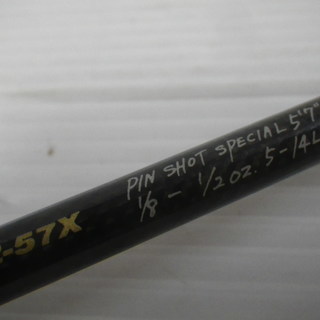 PIN SHOT SPECIAL 5'7"
1/8 - 1/2 OZ. 5-14L
-57X